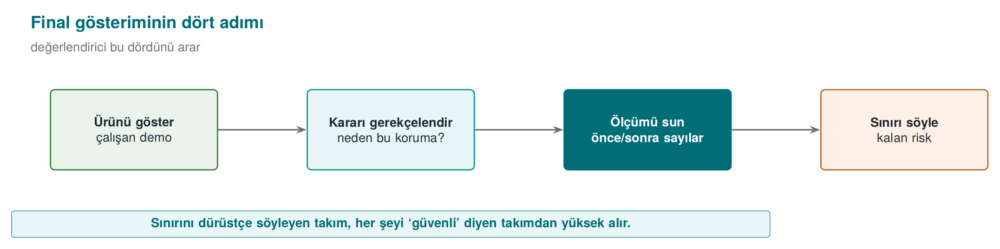 Final gösteriminin dört adımı
değerlendirici bu dördünü arar
Ürünü göster
çalışan demo
Kararı gerekçelendir
neden bu koruma?
Ölçümü sun
önce/sonra sayılar
Sınırı söyle
kalan risk
Sınırını dürüstçe söyleyen takım, her şeyi ‘güvenli’ diyen takımdan yüksek alır.